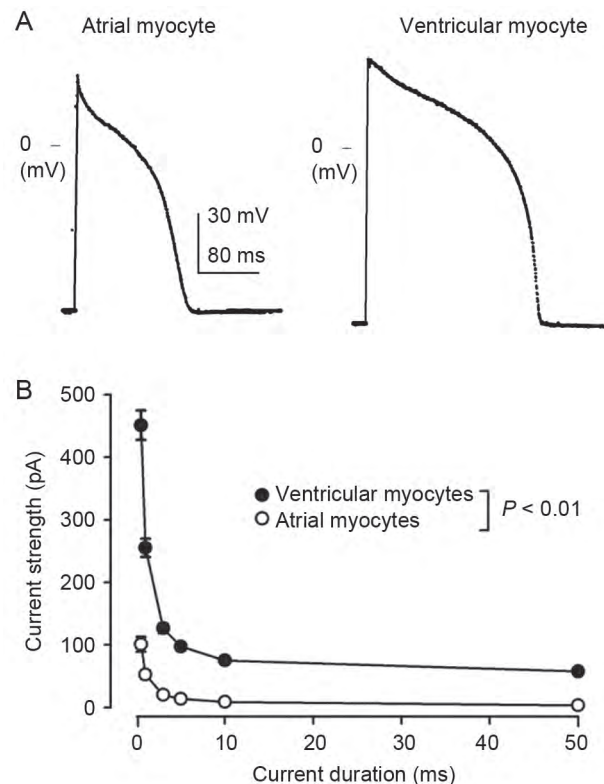 A
Atrial myocyte
Ventricular myocyte
0 –
(mV)
30 mV
80 ms
0 –
(mV)
B
500
400
300
200
100
0
Current strength (pA)
Ventricular myocytes
Atrial myocytes
P < 0.01
0 10 20 30 40 50
Current duration (ms)